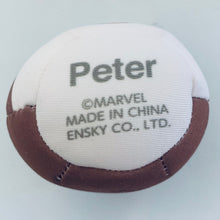 Peter
©MARVEL
MADE IN CHINA
ENSKY CO., LTD.